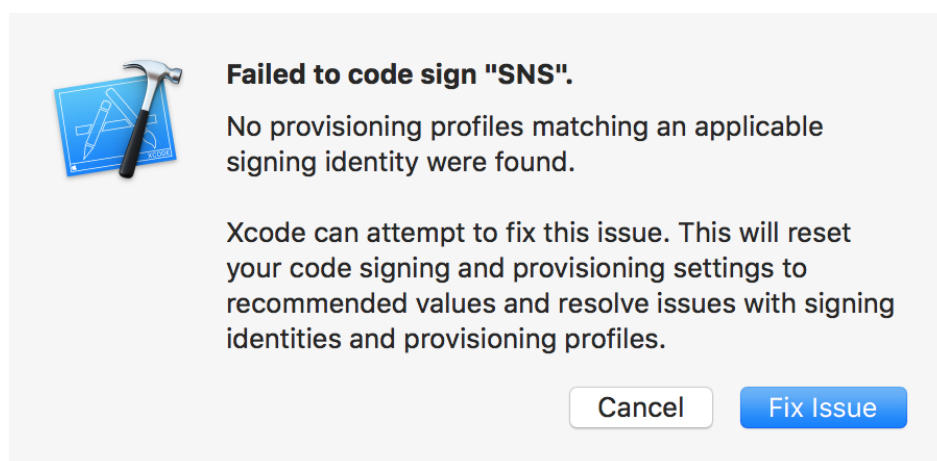 Failed to code sign "SNS".
No provisioning profiles matching an applicable
signing identity were found.
Xcode can attempt to fix this issue. This will reset
your code signing and provisioning settings to
recommended values and resolve issues with signing
identities and provisioning profiles.
XCODE
Cancel
Fix Issue